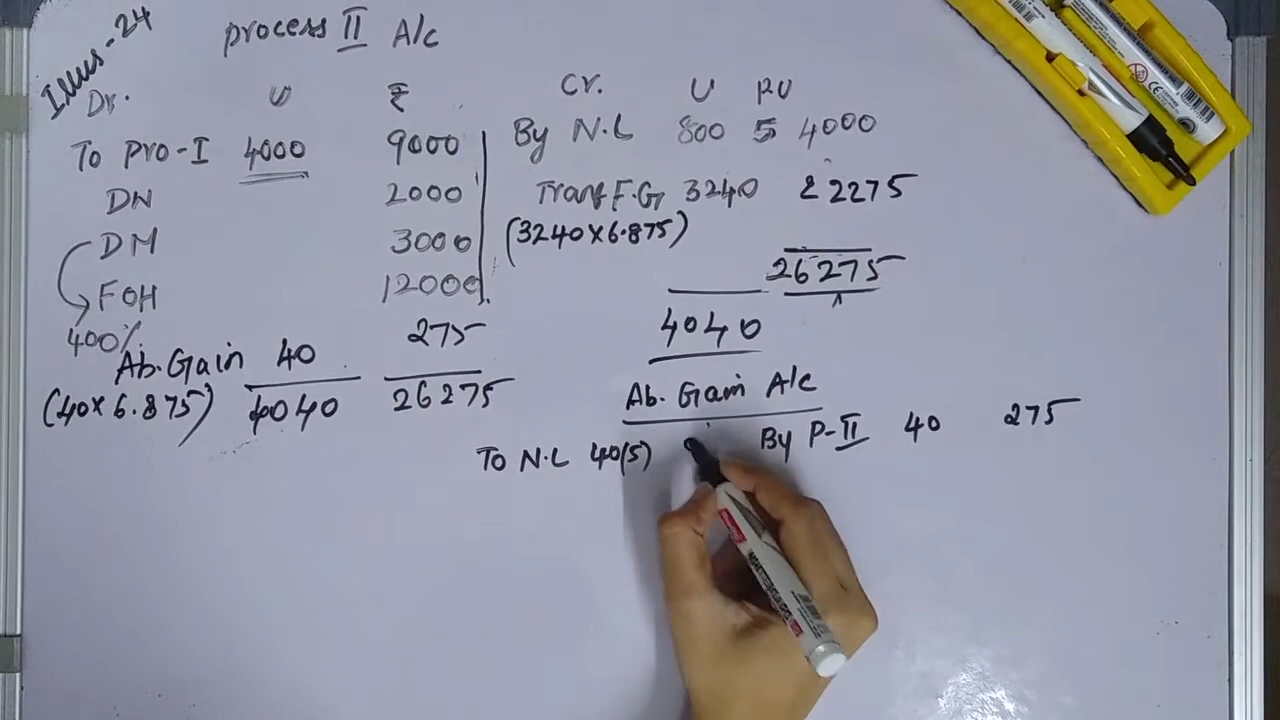 Illus-24
process II A/c
Dr. U ₹ Cr. U PU
To Pro-I 4000 9000 By N.L 800 5 4000
DN 2000 Tranf F.G 3240 22275
DM 3000 (3240×6.875)
FOH 12000 26275
400% 275 4040
Ab. Gain 40
(40×6.875) 4040 26275 Ab. Gain A/c
To N.L 40(5) By P-II 40 275